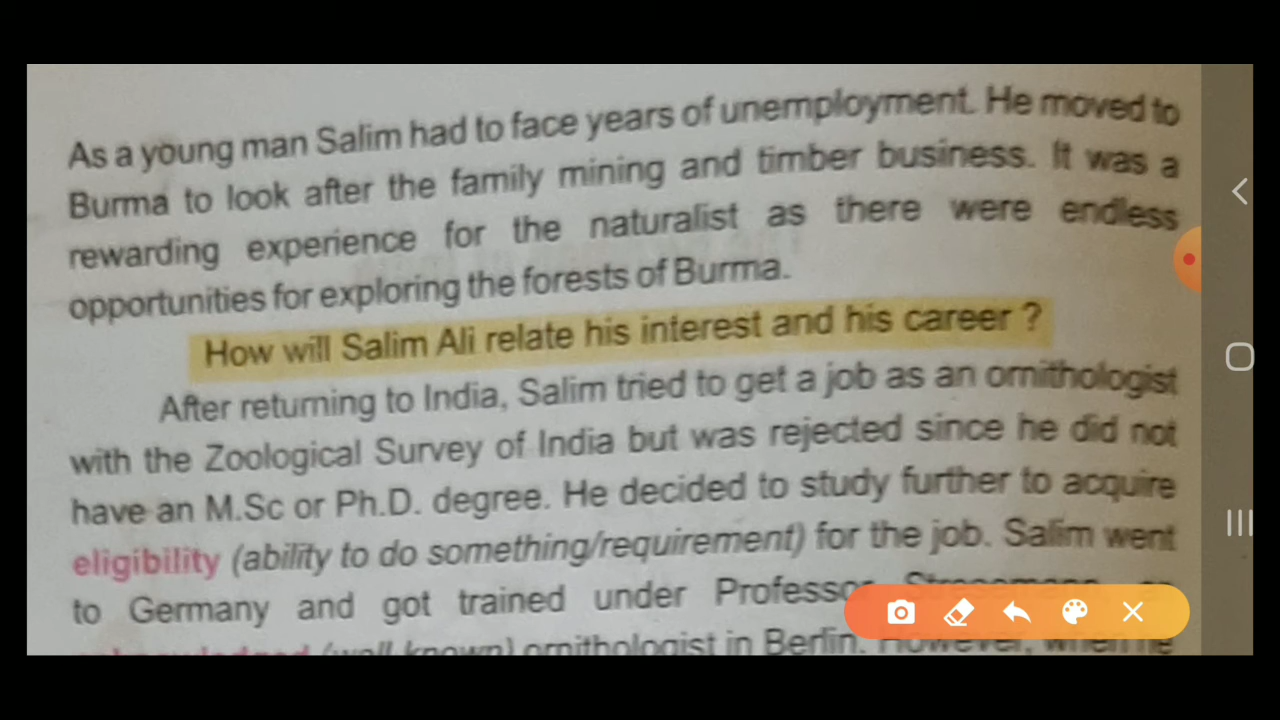 As a young man Salim had to face years of unemployment. He moved to
Burma to look after the family mining and timber business. It was a
rewarding experience for the naturalist as there were endless
opportunities for exploring the forests of Burma.
How will Salim Ali relate his interest and his career ?
After returning to India, Salim tried to get a job as an ornithologist
with the Zoological Survey of India but was rejected since he did not
have an M.Sc or Ph.D. degree. He decided to study further to acquire
eligibility (ability to do something/requirement) for the job. Salim went
to Germany and got trained under Professor
(well known) ornithologist in Berlin. However, when he